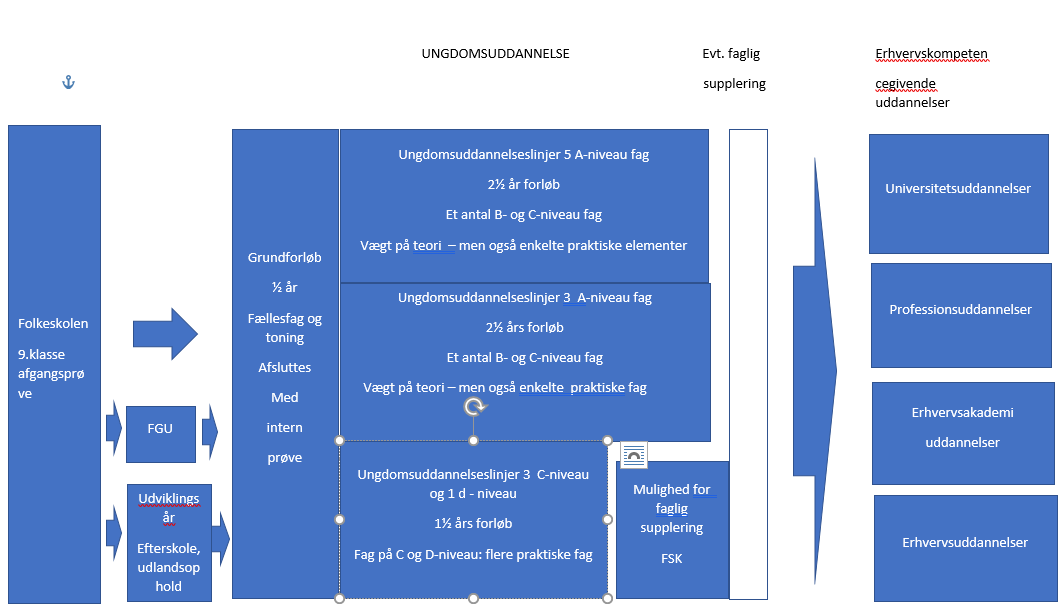 UNGDOMSUDDANNELSE
Evt. faglig
supplering
Erhvervskompeten
cegivende
uddannelser
Folkeskolen
9.klasse
afgangsprø
ve
FGU
Udviklings
år
Efterskole,
udlandsop
hold
Grundforløb
½ år
Fællesfag og
toning
Afsluttes
Med
intern
prøve
Ungdomsuddannelseslinjer 5 A-niveau fag
2½ år forløb
Et antal B- og C-niveau fag
Vægt på teori – men også enkelte praktiske elementer
Ungdomsuddannelseslinjer 3 A-niveau fag
2½ års forløb
Et antal B- og C-niveau fag
Vægt på teori – men også enkelte praktiske fag
Ungdomsuddannelseslinjer 3 C-niveau
og 1 d - niveau
1½ års forløb
Fag på C og D-niveau: flere praktiske fag
Mulighed for
faglig
supplering
FSK
Universitetsuddannelser
Professionsuddannelser
Erhvervsakademi
uddannelser
Erhvervsuddannelser